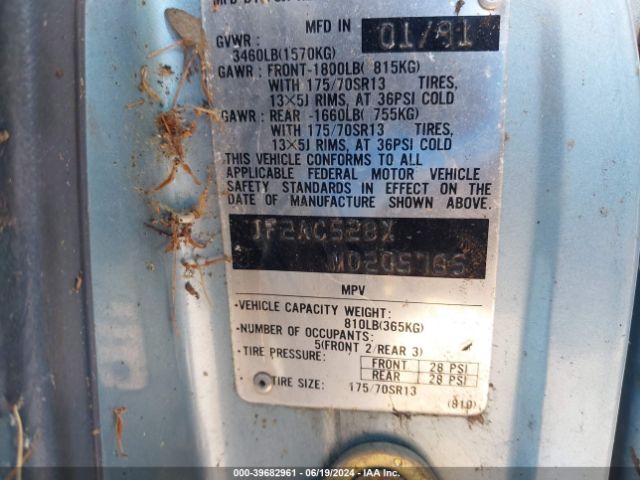 MFD IN 01/91
GVWR :
3460LB(1570KG)
GAWR : FRONT-1800LB( 815KG)
WITH 175/70SR13 TIRES,
13×5J RIMS, AT 36PSI COLD
GAWR : REAR -1660LB( 755KG)
WITH 175/70SR13 TIRES,
13×5J RIMS, AT 36PSI COLD
THIS VEHICLE CONFORMS TO ALL
APPLICABLE FEDERAL MOTOR VEHICLE
SAFETY STANDARDS IN EFFECT ON THE
DATE OF MANUFACTURE SHOWN ABOVE.
JF2AC52BX
MPV
•VEHICLE CAPACITY WEIGHT:
810LB(365KG)
•NUMBER OF OCCUPANTS:
5(FRONT 2/REAR 3)
•TIRE PRESSURE:
FRONT 28 PSI
REAR 28 PSI
TIRE SIZE: 175/70SR13
(810)
000-39682961 - 06/19/2024 - IAA Inc.